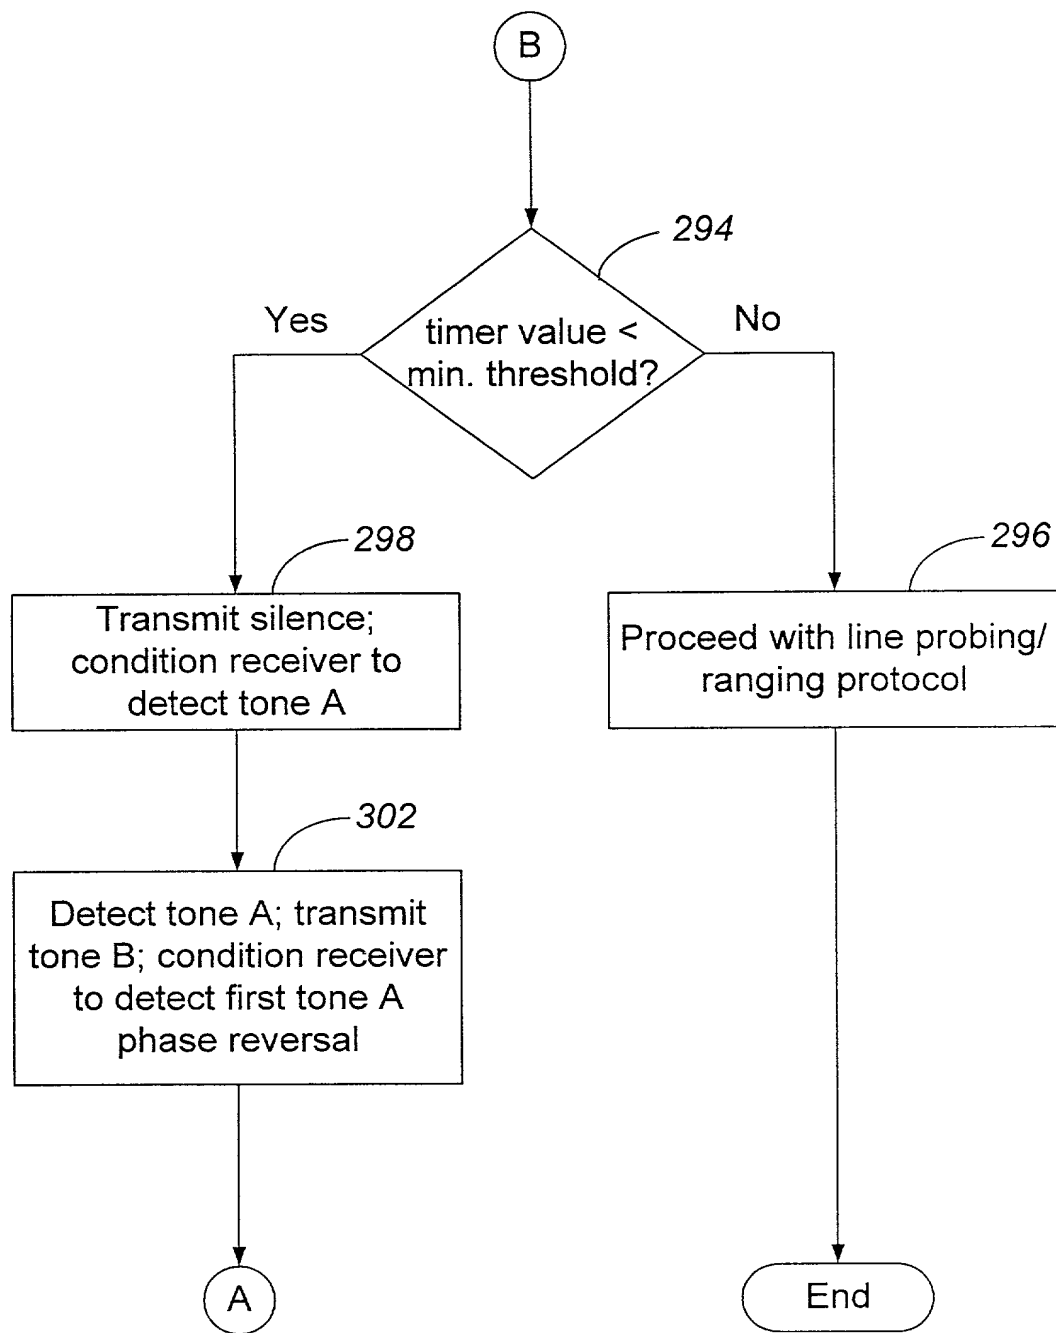 B
294
Yes
No
timer value <
min. threshold?
298
296
Transmit silence;
condition receiver to
detect tone A
Proceed with line probing/
ranging protocol
302
Detect tone A; transmit
tone B; condition receiver
to detect first tone A
phase reversal
A
End